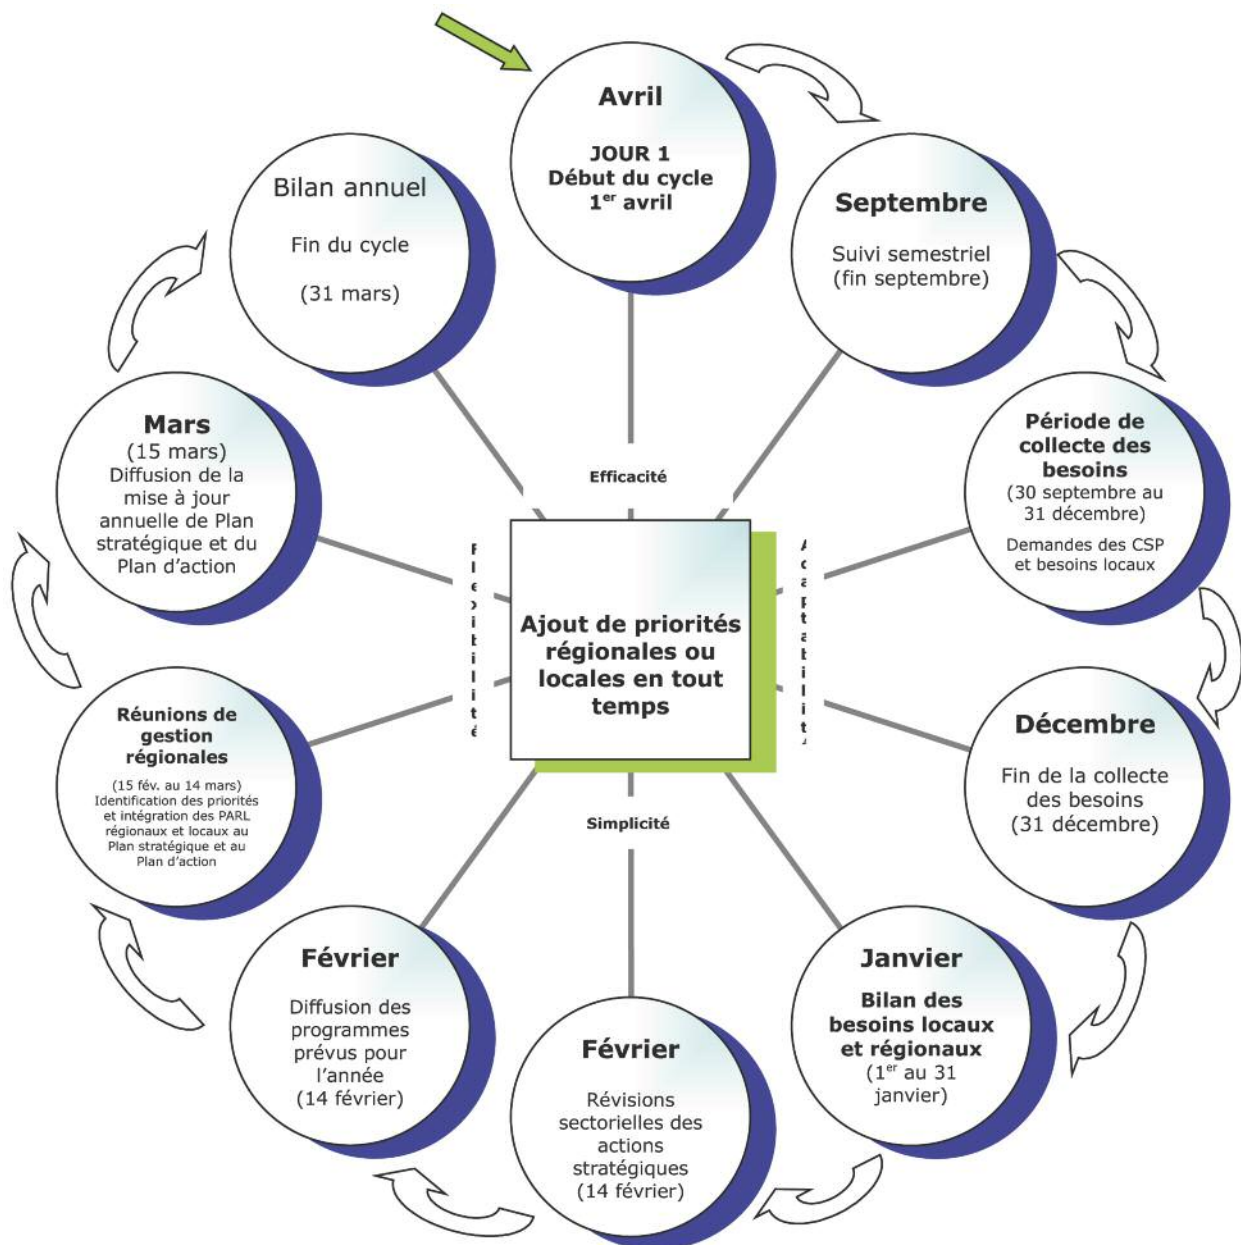 Avril
JOUR 1
Début du cycle
1er avril
Septembre
Suivi semestriel
(fin septembre)
Période de
collecte des
besoins
(30 septembre au
31 décembre)
Demandes des CSP
et besoins locaux
Décembre
Fin de la collecte
des besoins
(31 décembre)
Janvier
Bilan des
besoins locaux
et régionaux
(1er au 31
janvier)
Février
Révisions
sectorielles des
actions
stratégiques
(14 février)
Février
Diffusion des
programmes
prévus pour
l'année
(14 février)
Réunions de
gestion
régionales
(15 fév. au 14 mars)
Identification des priorités
et intégration des PARL
régionaux et locaux au
Plan stratégique et au
Plan d'action
Mars
(15 mars)
Diffusion de la
mise à jour
annuelle de Plan
stratégique et du
Plan d'action
Bilan annuel
Fin du cycle
(31 mars)
Efficacité
Ajout de priorités
régionales ou
locales en tout
temps
Simplicité